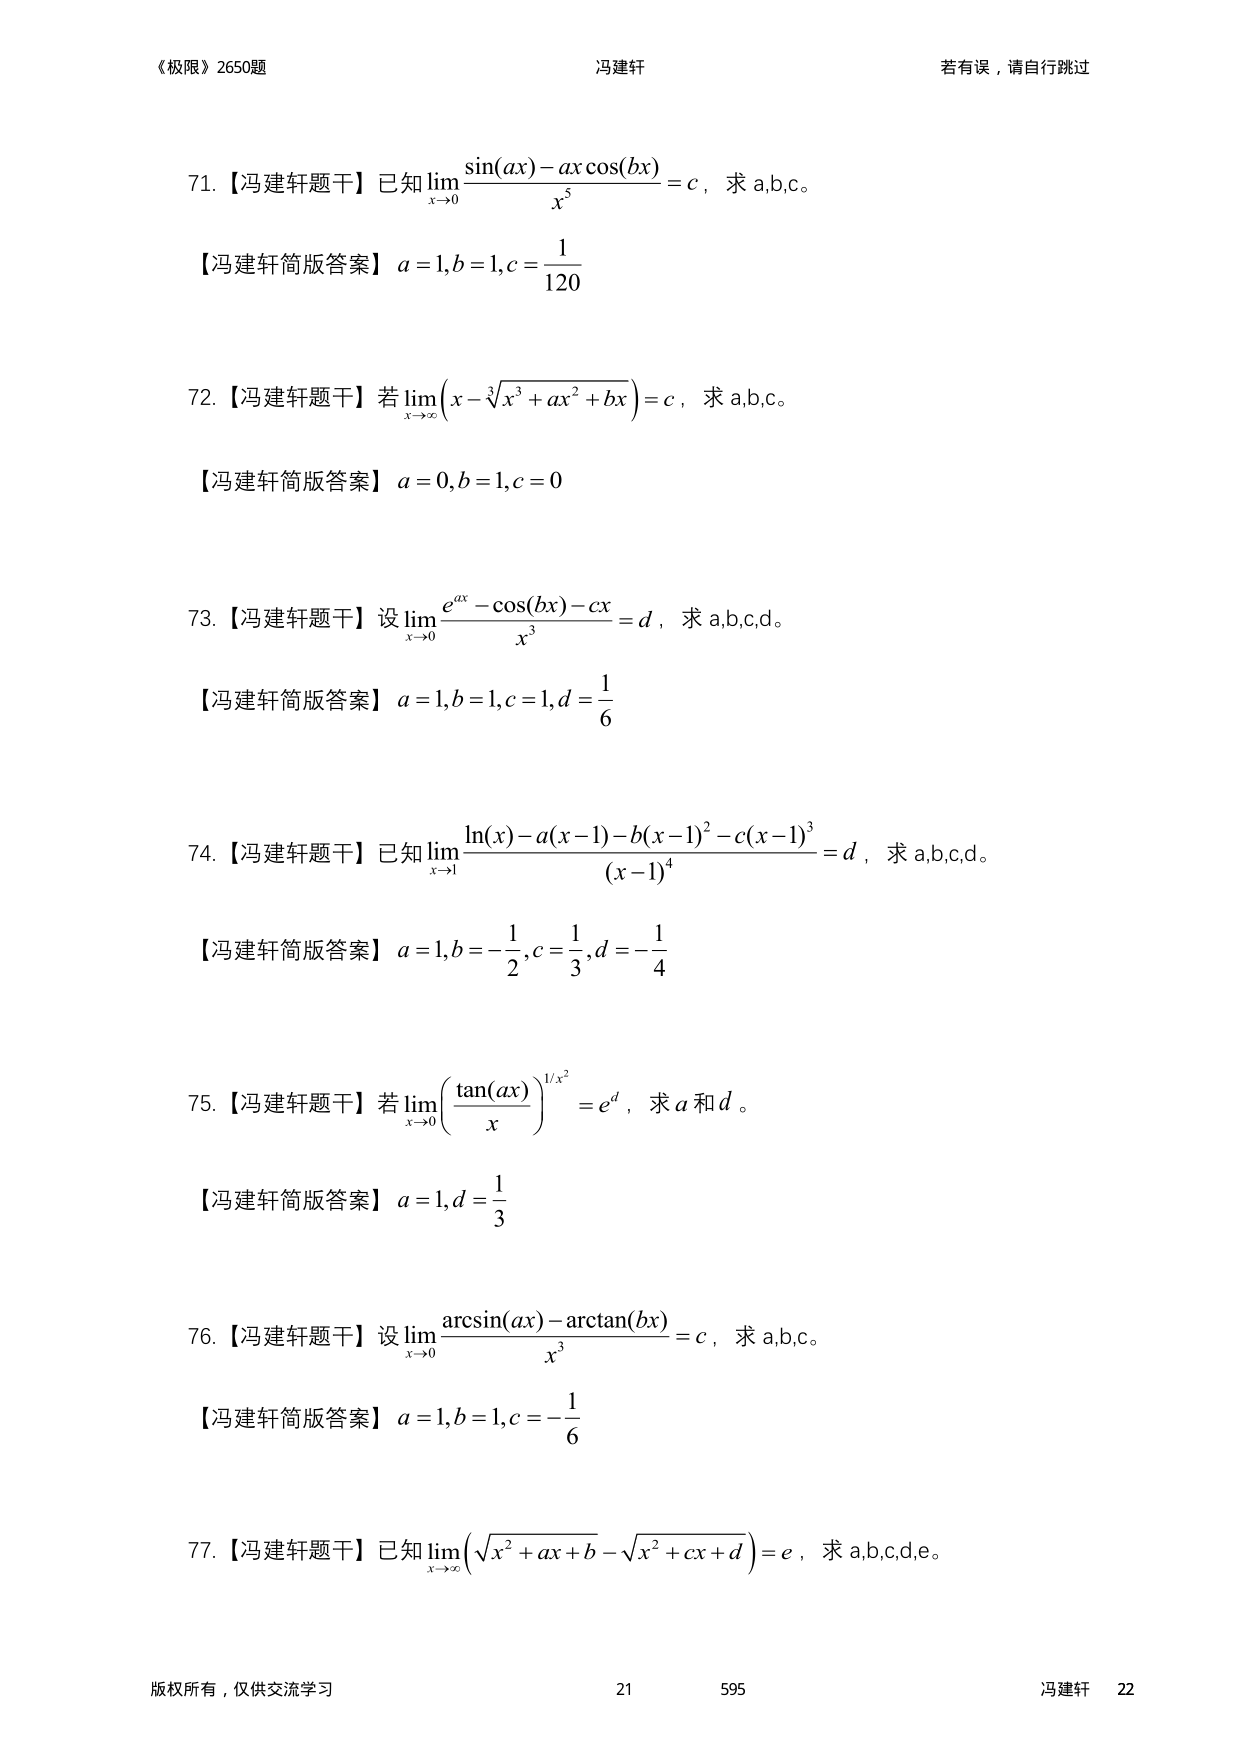 《极限》2650题 冯建轩 若有误，请自行跳过
71.【冯建轩题干】已知 lim_{x→0} (sin(ax) − ax cos(bx))/x^5 = c，求 a,b,c。
【冯建轩简版答案】 a = 1, b = 1, c = 1/120
72.【冯建轩题干】若 lim_{x→∞} (x − ∛(x^3 + ax^2 + bx)) = c，求 a,b,c。
【冯建轩简版答案】 a = 0, b = 1, c = 0
73.【冯建轩题干】设 lim_{x→0} (e^{ax} − cos(bx) − cx)/x^3 = d，求 a,b,c,d。
【冯建轩简版答案】 a = 1, b = 1, c = 1, d = 1/6
74.【冯建轩题干】已知 lim_{x→1} (ln(x) − a(x−1) − b(x−1)^2 − c(x−1)^3)/(x−1)^4 = d，求 a,b,c,d。
【冯建轩简版答案】 a = 1, b = −1/2, c = 1/3, d = −1/4
75.【冯建轩题干】若 lim_{x→0} (tan(ax)/x)^{1/x^2} = e^d，求 a 和 d 。
【冯建轩简版答案】 a = 1, d = 1/3
76.【冯建轩题干】设 lim_{x→0} (arcsin(ax) − arctan(bx))/x^3 = c，求 a,b,c。
【冯建轩简版答案】 a = 1, b = 1, c = −1/6
77.【冯建轩题干】已知 lim_{x→∞} (√(x^2 + ax + b) − √(x^2 + cx + d)) = e，求 a,b,c,d,e。
版权所有，仅供交流学习 21 595 冯建轩 22